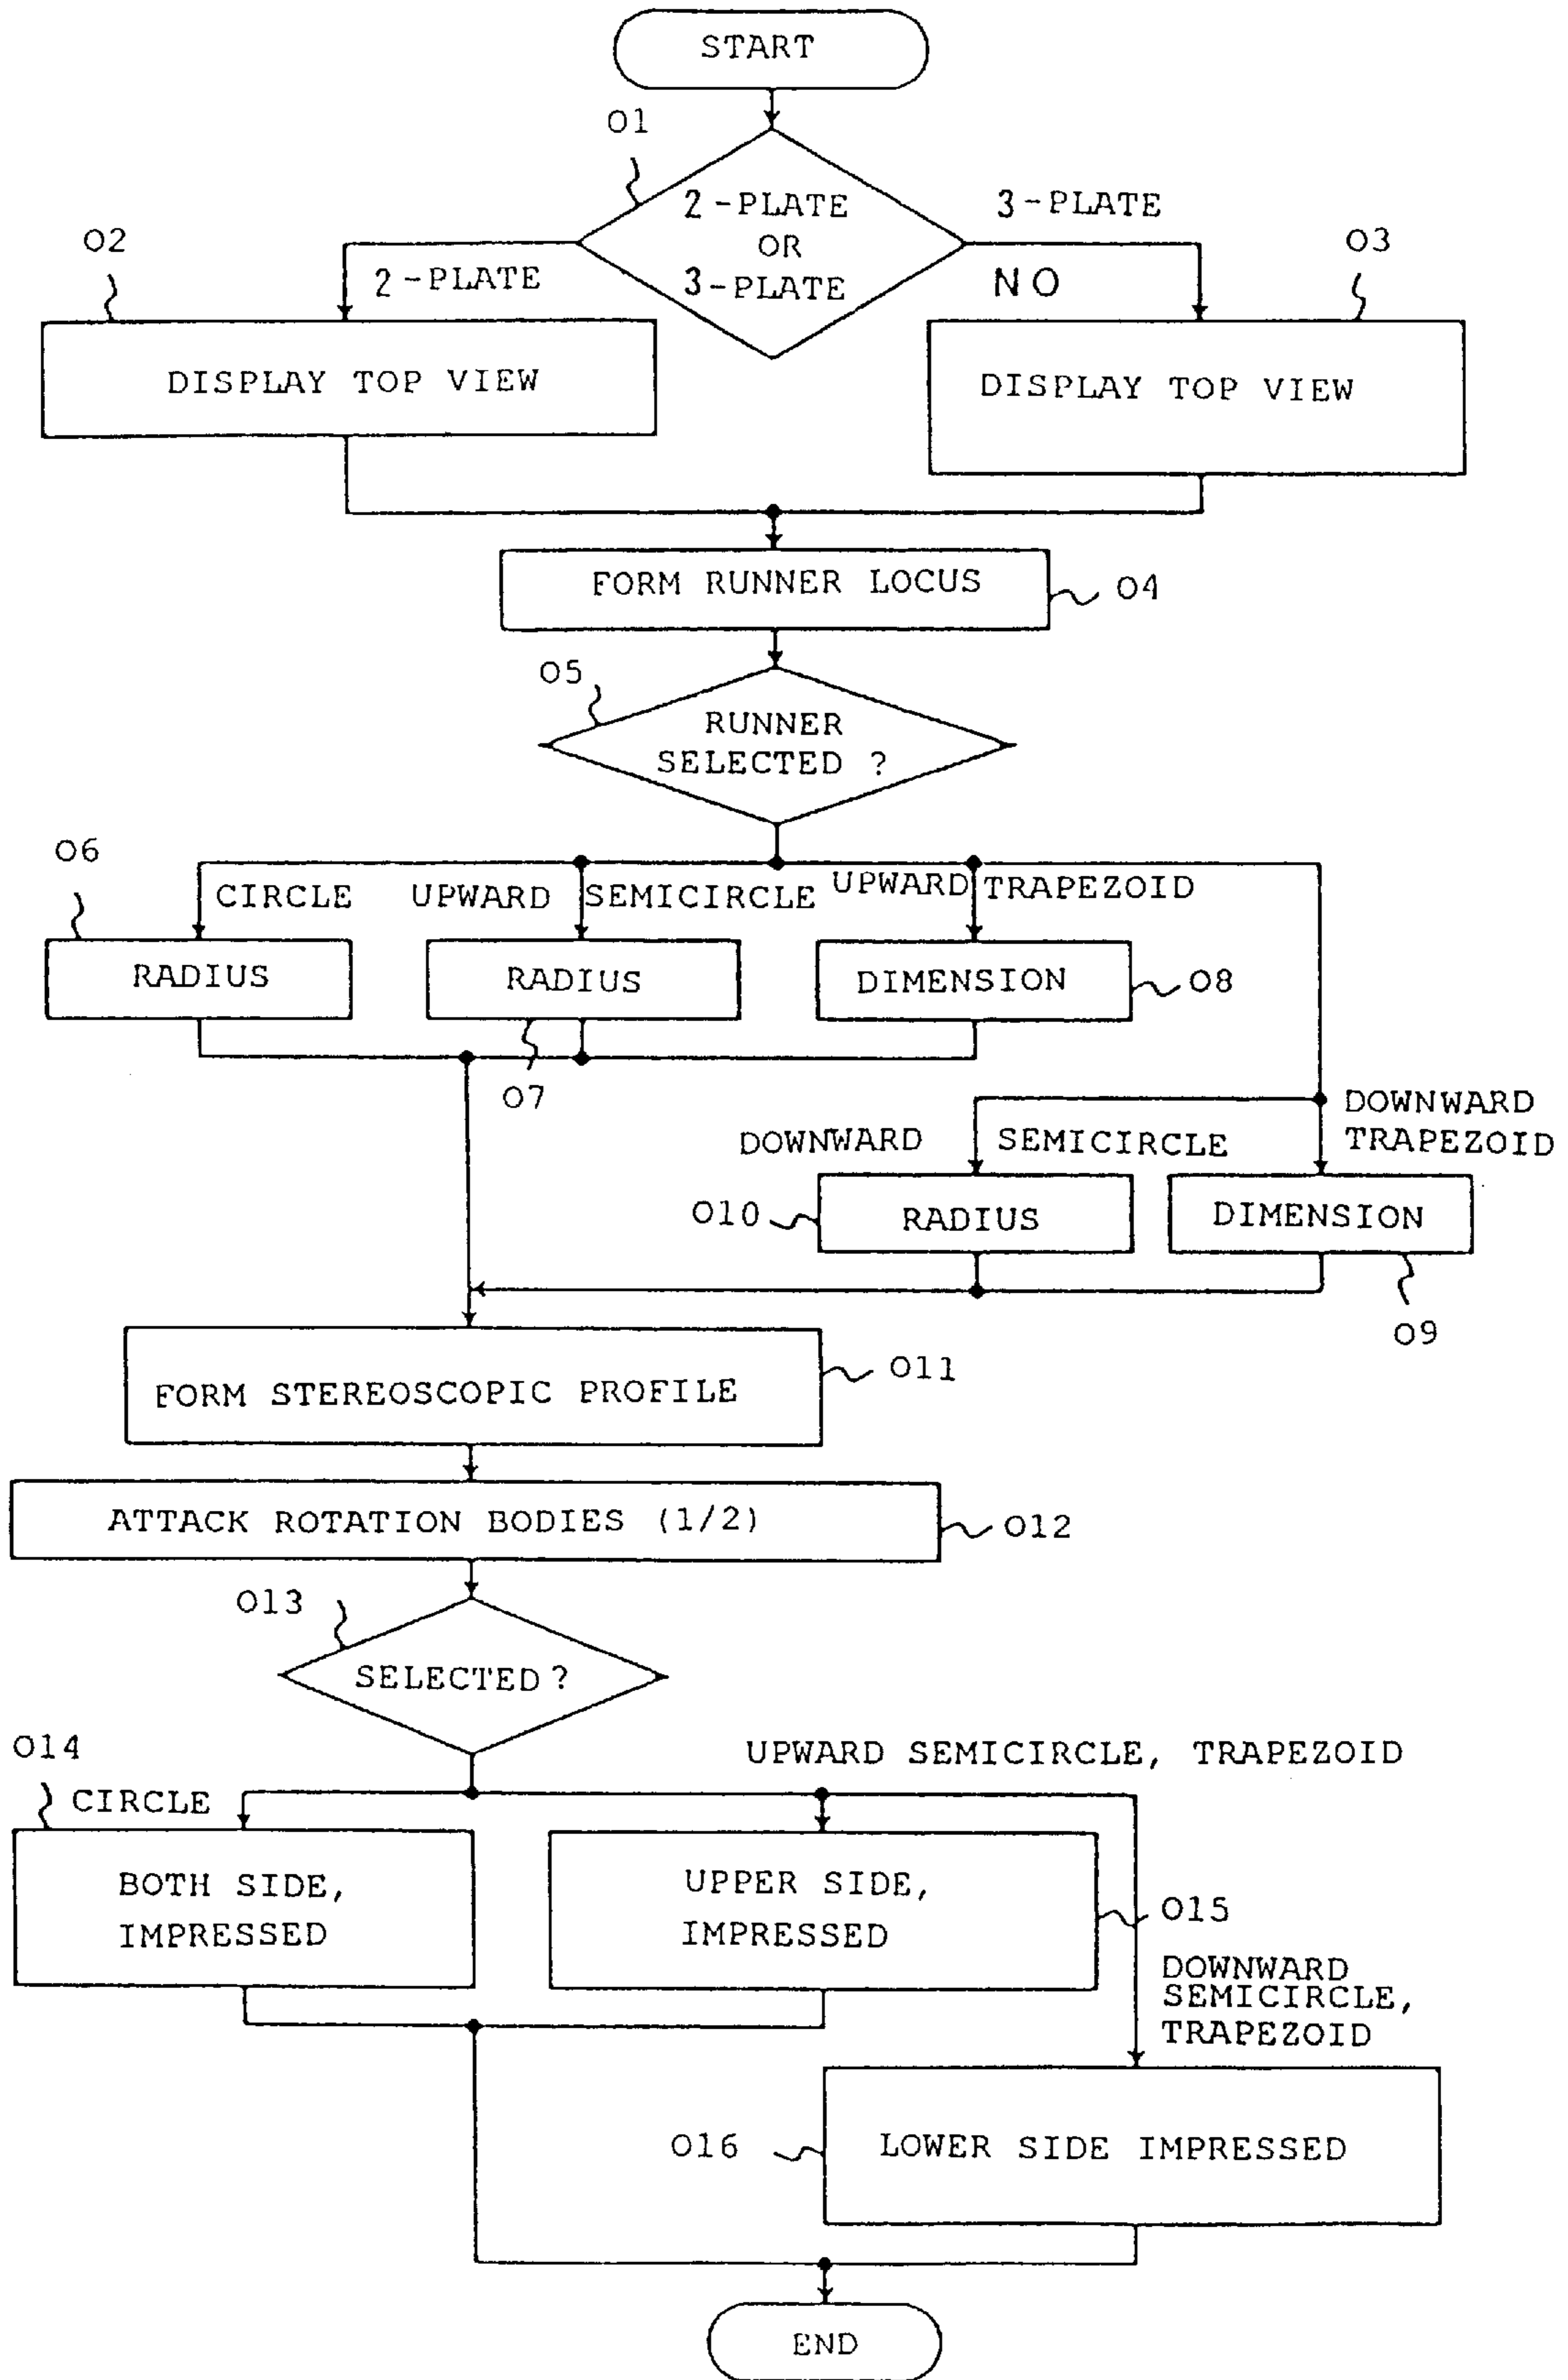 START
O1
2-PLATE
OR
3-PLATE
3-PLATE
NO
2-PLATE
O2
O3
DISPLAY TOP VIEW
DISPLAY TOP VIEW
FORM RUNNER LOCUS
O4
O5
RUNNER
SELECTED ?
O6
CIRCLE
UPWARD SEMICIRCLE
UPWARD TRAPEZOID
RADIUS
RADIUS
DIMENSION
O8
O7
DOWNWARD
TRAPEZOID
DOWNWARD SEMICIRCLE
O10
RADIUS
DIMENSION
O9
FORM STEREOSCOPIC PROFILE
O11
ATTACK ROTATION BODIES (1/2)
O12
O13
SELECTED?
O14
CIRCLE
UPWARD SEMICIRCLE, TRAPEZOID
BOTH SIDE,
IMPRESSED
UPPER SIDE,
IMPRESSED
O15
DOWNWARD
SEMICIRCLE,
TRAPEZOID
O16
LOWER SIDE IMPRESSED
END